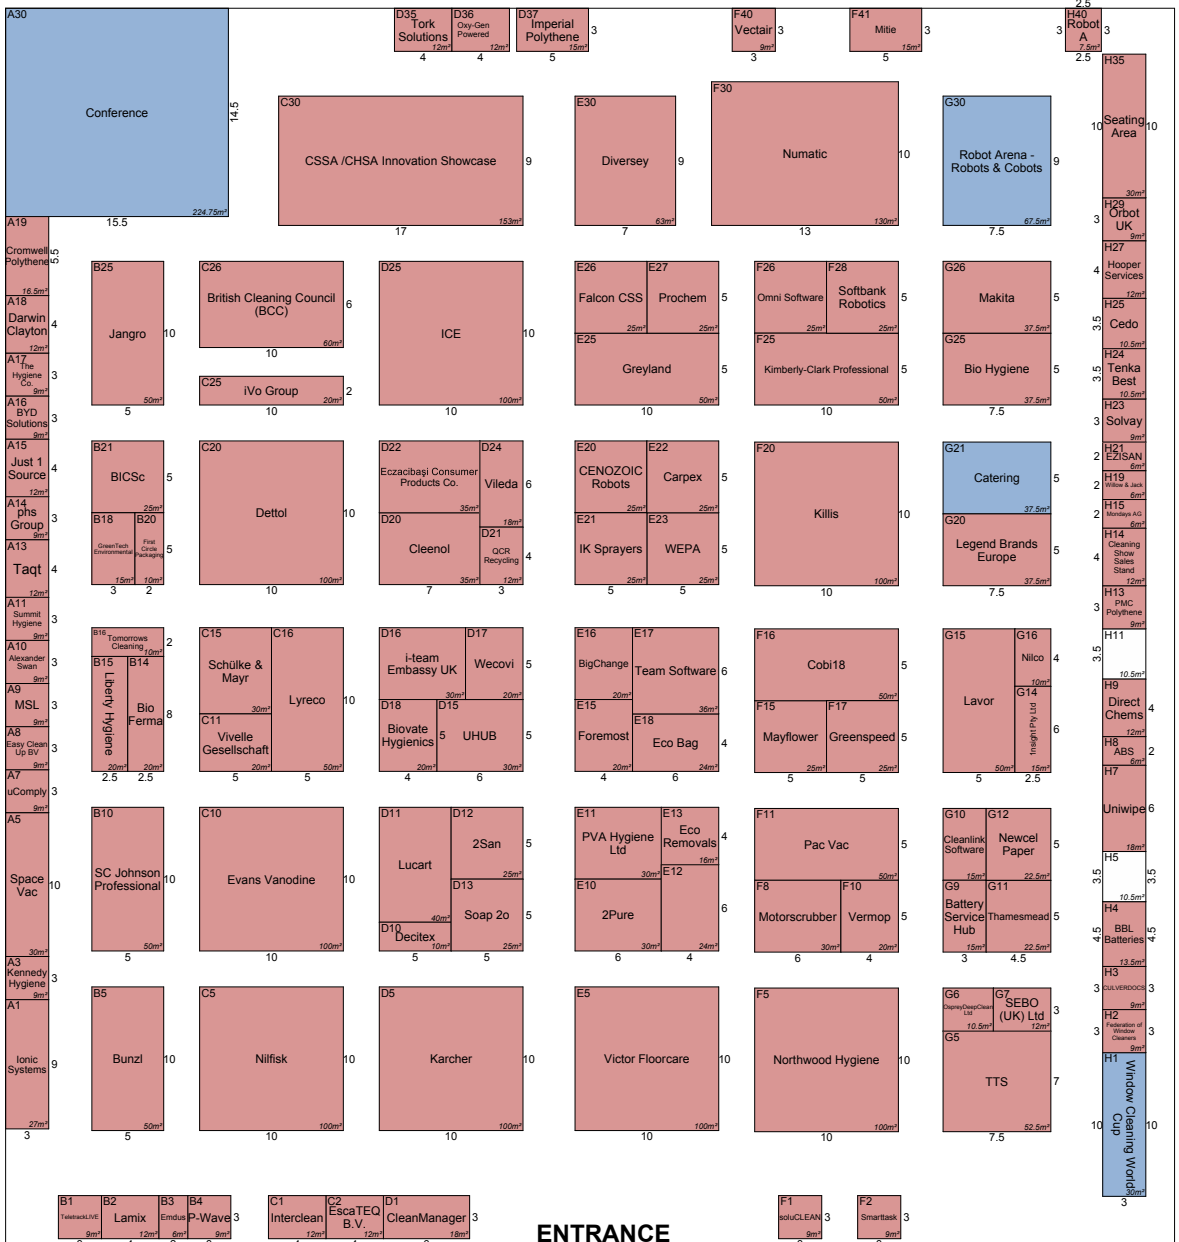 A30
Conference
224.75m²
15.5
14.5
D35
Tork
Solutions
12m²
4
D36
Oxy-Gen
Powered
12m²
4
D37
Imperial
Polythene
15m²
5
3
F40
Vectair
9m²
3
3
F41
Mitie
15m²
5
3
2.5
H40
Robot
A
7.5m²
2.5
3
3
C30
CSSA /CHSA Innovation Showcase
153m²
17
9
E30
Diversey
63m²
7
9
F30
Numatic
130m²
13
10
G30
Robot Arena -
Robots & Cobots
67.5m²
7.5
9
H35
Seating
Area
30m²
10
10
A19
Cromwell
Polythene
16.5m²
5.5
A18
Darwin
Clayton
12m²
4
A17
The
Hygiene
Co.
9m²
3
A16
BYD
Solutions
9m²
3
A15
Just 1
Source
12m²
4
A14
phs
Group
9m²
3
A13
Taqt
12m²
4
A11
Summit
Hygiene
9m²
3
A10
Alexander
Swan
9m²
3
A9
MSL
9m²
3
A8
Easy Clean
Up BV
9m²
3
A7
uComply
9m²
3
A5
Space
Vac
30m²
10
A3
Kennedy
Hygiene
9m²
3
A1
Ionic
Systems
27m²
9
3
B25
Jangro
50m²
5
10
C26
British Cleaning Council
(BCC)
60m²
10
6
C25
iVo Group
20m²
10
2
D25
ICE
100m²
10
10
E26
Falcon CSS
25m²
E27
Prochem
25m²
5
E25
Greyland
50m²
10
5
F26
Omni Software
25m²
F28
Softbank
Robotics
25m²
5
F25
Kimberly-Clark Professional
50m²
10
5
G26
Makita
37.5m²
5
G25
Bio Hygiene
37.5m²
7.5
5
H29
Orbot
UK
9m²
3
H27
Hooper
Services
12m²
4
H25
Cedo
10.5m²
3.5
H24
Tenka
Best
10.5m²
3.5
H23
Solvay
9m²
3
H21
EZISAN
6m²
2
H19
Willow & Jack
6m²
2
H15
Mondays AG
6m²
2
H14
Cleaning
Show
Sales
Stand
12m²
4
H13
PMC
Polythene
9m²
3
H11
10.5m²
3.5
H9
Direct
Chems
12m²
4
H8
ABS
6m²
2
H7
Uniwipe
18m²
6
H5
10.5m²
3.5
3.5
H4
BBL
Batteries
13.5m²
4.5
4.5
H3
CULVERDOCS
9m²
3
3
H2
Federation of
Window
Cleaners
9m²
3
3
H1
Window Cleaning World
Cup
30m²
10
10
3
B21
BICSc
25m²
5
B18
GreenTech
Environmental
15m²
3
B20
First
Circle
Packaging
10m²
2
5
C20
Dettol
100m²
10
10
D22
Eczacibaşi Consumer
Products Co.
35m²
D24
Vileda
18m²
6
D20
Cleenol
35m²
7
D21
QCR
Recycling
12m²
3
4
E20
CENOZOIC
Robots
25m²
E22
Carpex
25m²
5
E21
IK Sprayers
25m²
5
E23
WEPA
25m²
5
5
F20
Killis
100m²
10
10
G21
Catering
37.5m²
5
G20
Legend Brands
Europe
37.5m²
7.5
5
B16
Tomorrows
Cleaning
10m²
2
B15
Liberty Hygiene
20m²
2.5
B14
Bio
Ferma
20m²
2.5
8
C15
Schülke &
Mayr
30m²
C16
Lyreco
50m²
5
10
C11
Vivelle
Gesellschaft
20m²
5
D16
i-team
Embassy UK
30m²
D17
Wecovi
20m²
5
D18
Biovate
Hygienics
20m²
4
5
D15
UHUB
30m²
6
5
E16
BigChange
20m²
E17
Team Software
36m²
6
E15
Foremost
20m²
4
E18
Eco Bag
24m²
6
4
F16
Cobi18
50m²
5
F15
Mayflower
25m²
5
F17
Greenspeed
25m²
5
5
G15
Lavor
50m²
5
G16
Nilco
10m²
4
G14
Insight Pty Ltd
15m²
2.5
6
B10
SC Johnson
Professional
50m²
5
10
C10
Evans Vanodine
100m²
10
10
D11
Lucart
40m²
D12
2San
25m²
5
D10
Decitex
10m²
5
D13
Soap 2o
25m²
5
5
E11
PVA Hygiene
Ltd
30m²
E13
Eco
Removals
16m²
4
E10
2Pure
30m²
6
E12
24m²
4
6
F11
Pac Vac
50m²
5
F8
Motorscrubber
30m²
6
F10
Vermop
20m²
4
5
G10
Cleanlink
Software
15m²
G12
Newcel
Paper
22.5m²
5
G9
Battery
Service
Hub
15m²
3
G11
Thamesmead
22.5m²
4.5
5
B5
Bunzl
50m²
5
10
C5
Nilfisk
100m²
10
10
D5
Karcher
100m²
10
10
E5
Victor Floorcare
100m²
10
10
F5
Northwood Hygiene
100m²
10
10
G6
OspreyDeepClean
Ltd
10.5m²
G7
SEBO
(UK) Ltd
12m²
3
G5
TTS
52.5m²
7.5
7
B1
TeletrackLIVE
9m²
B2
Lamix
12m²
B3
Emdus
6m²
B4
P-Wave
9m²
3
C1
Interclean
12m²
C2
EscaTEQ
B.V.
12m²
D1
CleanManager
18m²
3
ENTRANCE
F1
soluCLEAN
9m²
3
F2
Smarttask
9m²
3